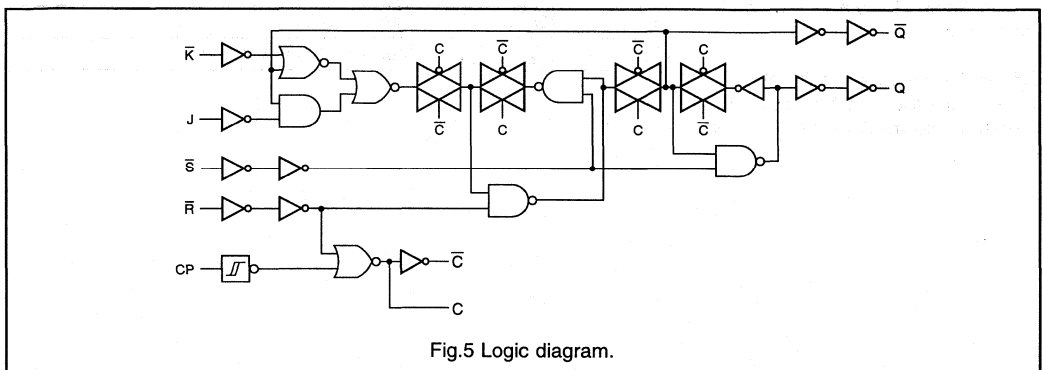 C C̅ C̅ C Q̅
K̅
Q
J
C̅ C C C̅
S̅
R̅
C̅
CP
C
Fig.5 Logic diagram.